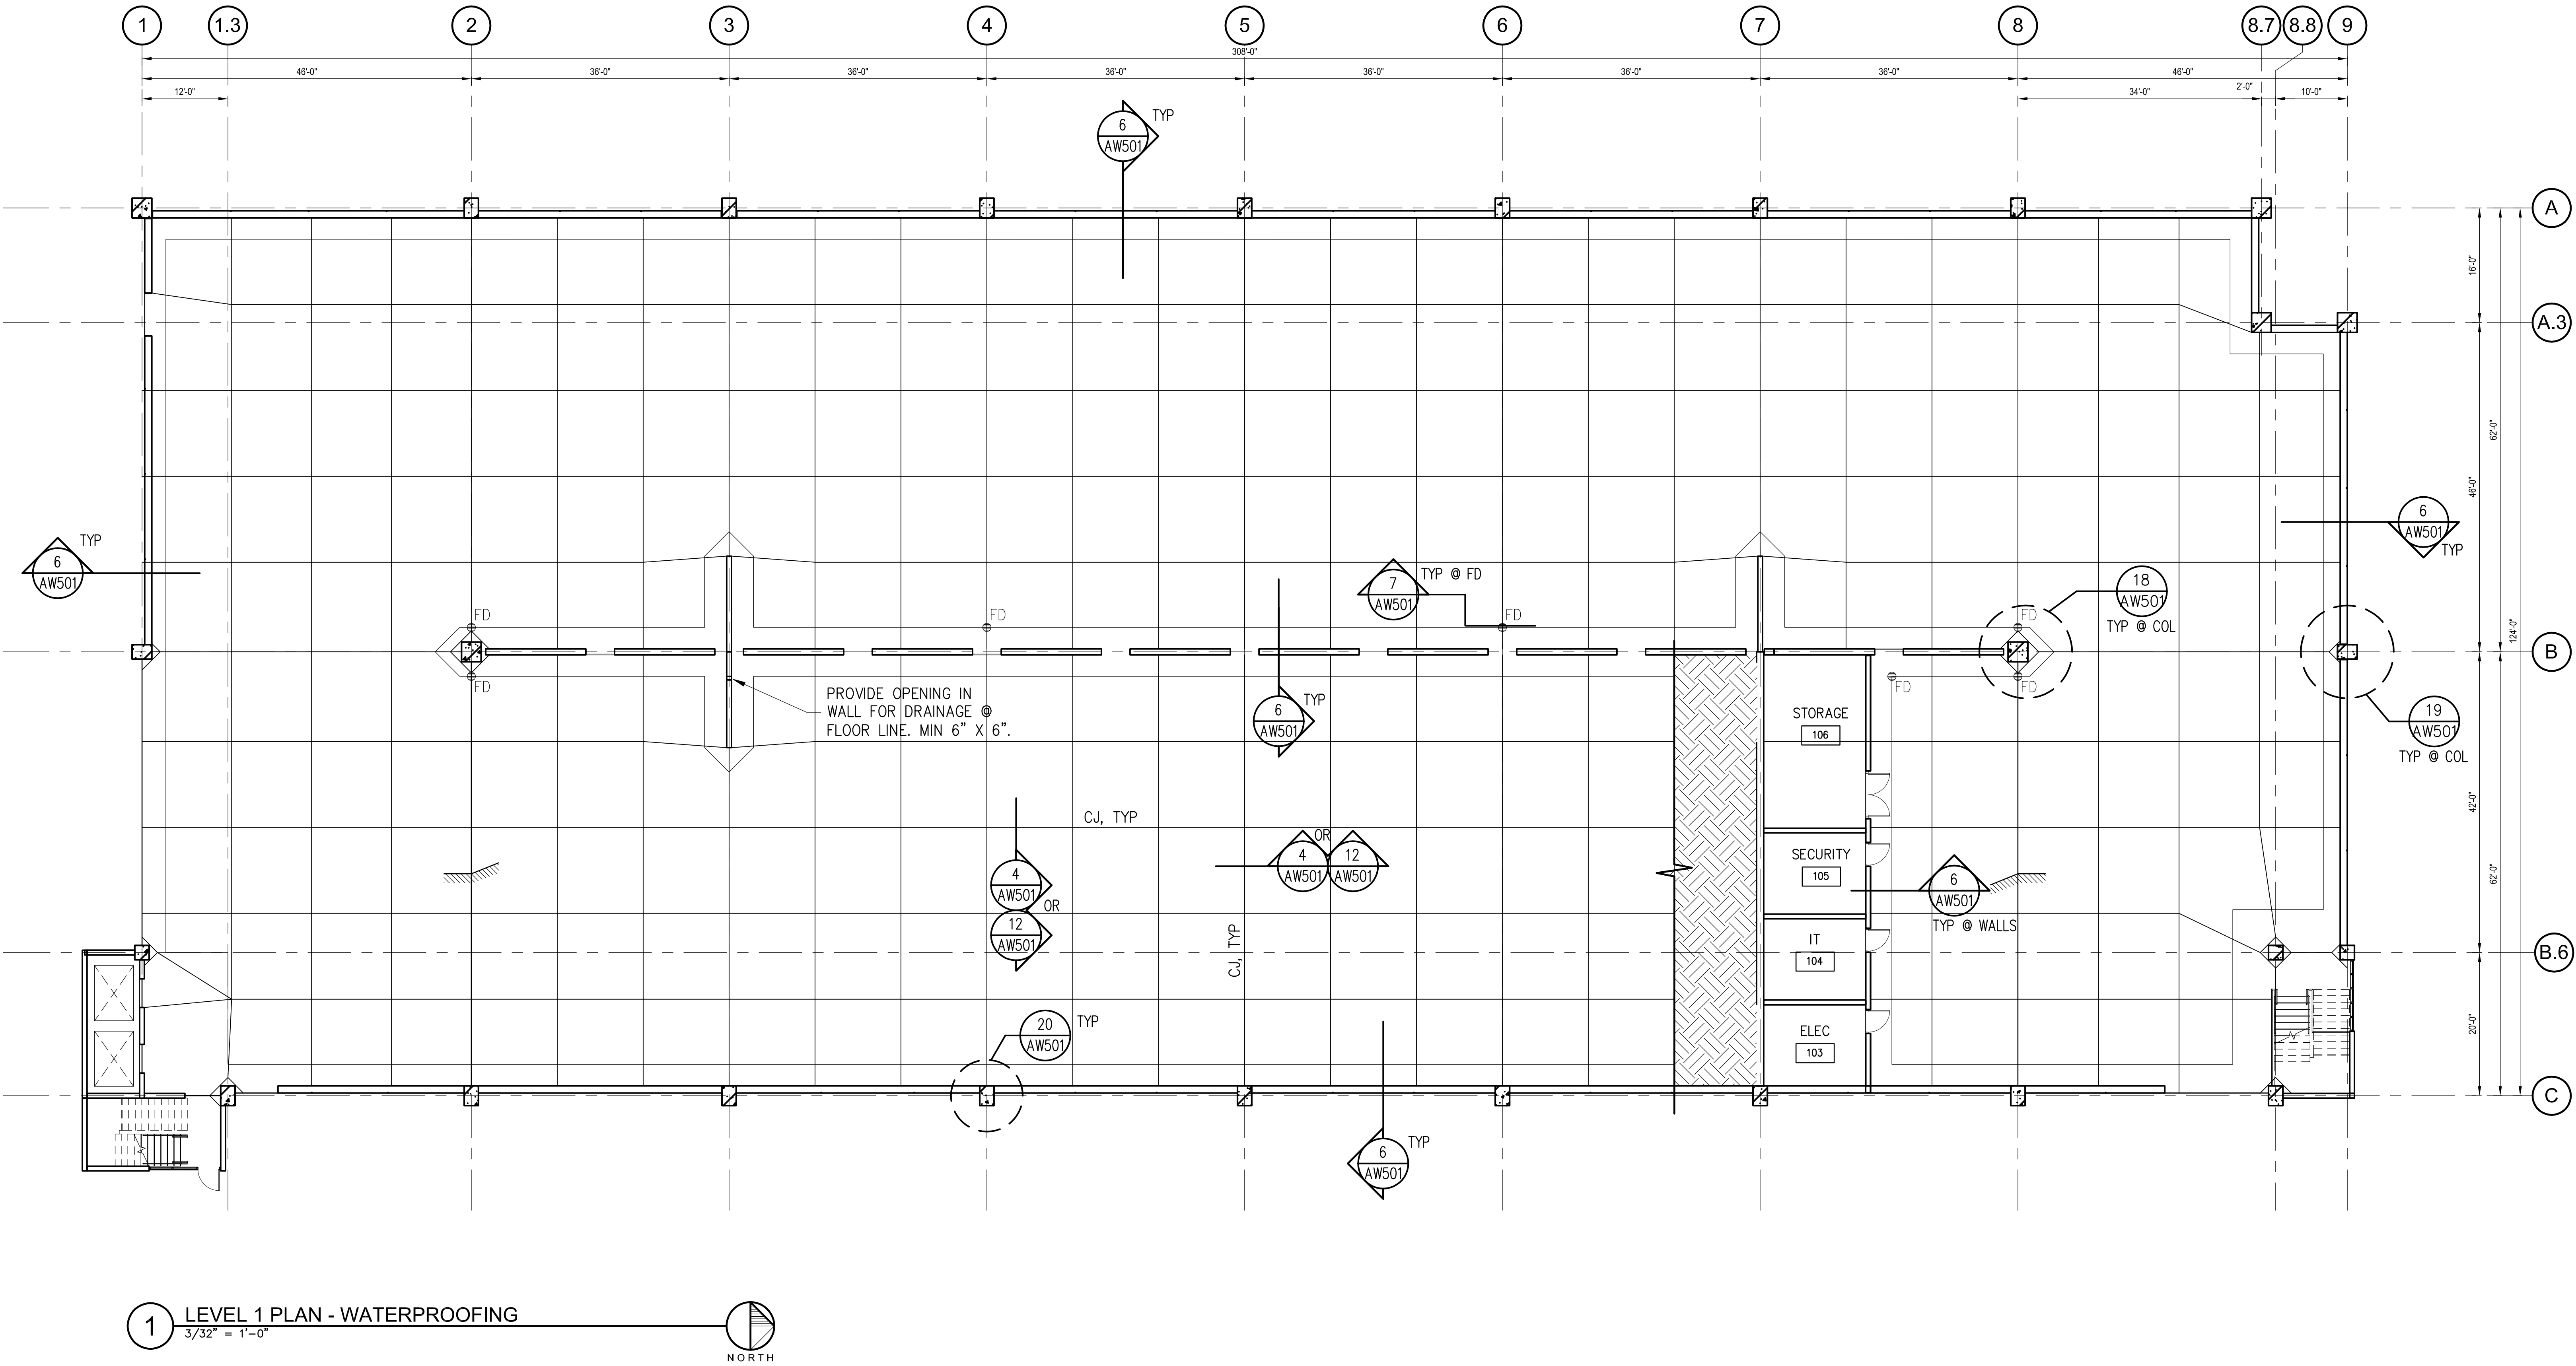 1 1.3 2 3 4 5 6 7 8 8.7 8.8 9
308'-0"
46'-0" 36'-0" 36'-0" 36'-0" 36'-0" 36'-0" 36'-0" 46'-0"
12'-0" 34'-0" 2'-0" 10'-0"
6
AW501
TYP
A
16'-0"
A.3
46'-0"
62'-0"
124'-0"
6
AW501
TYP
6
AW501
TYP
7
AW501
TYP @ FD
18
AW501
TYP @ COL
FD
FD
FD
FD
B
FD
FD
FD
PROVIDE OPENING IN
WALL FOR DRAINAGE @
FLOOR LINE. MIN 6" X 6".
6
AW501
TYP
STORAGE
106
19
AW501
TYP @ COL
42'-0"
CJ, TYP
4
AW501
OR
12
AW501
4
AW501
OR
12
AW501
SECURITY
105
6
AW501
TYP @ WALLS
62'-0"
CJ, TYP
IT
104
B.6
20'-0"
X
X
20
AW501
TYP
ELEC
103
C
6
AW501
TYP
1
LEVEL 1 PLAN - WATERPROOFING
3/32" = 1'-0"
NORTH